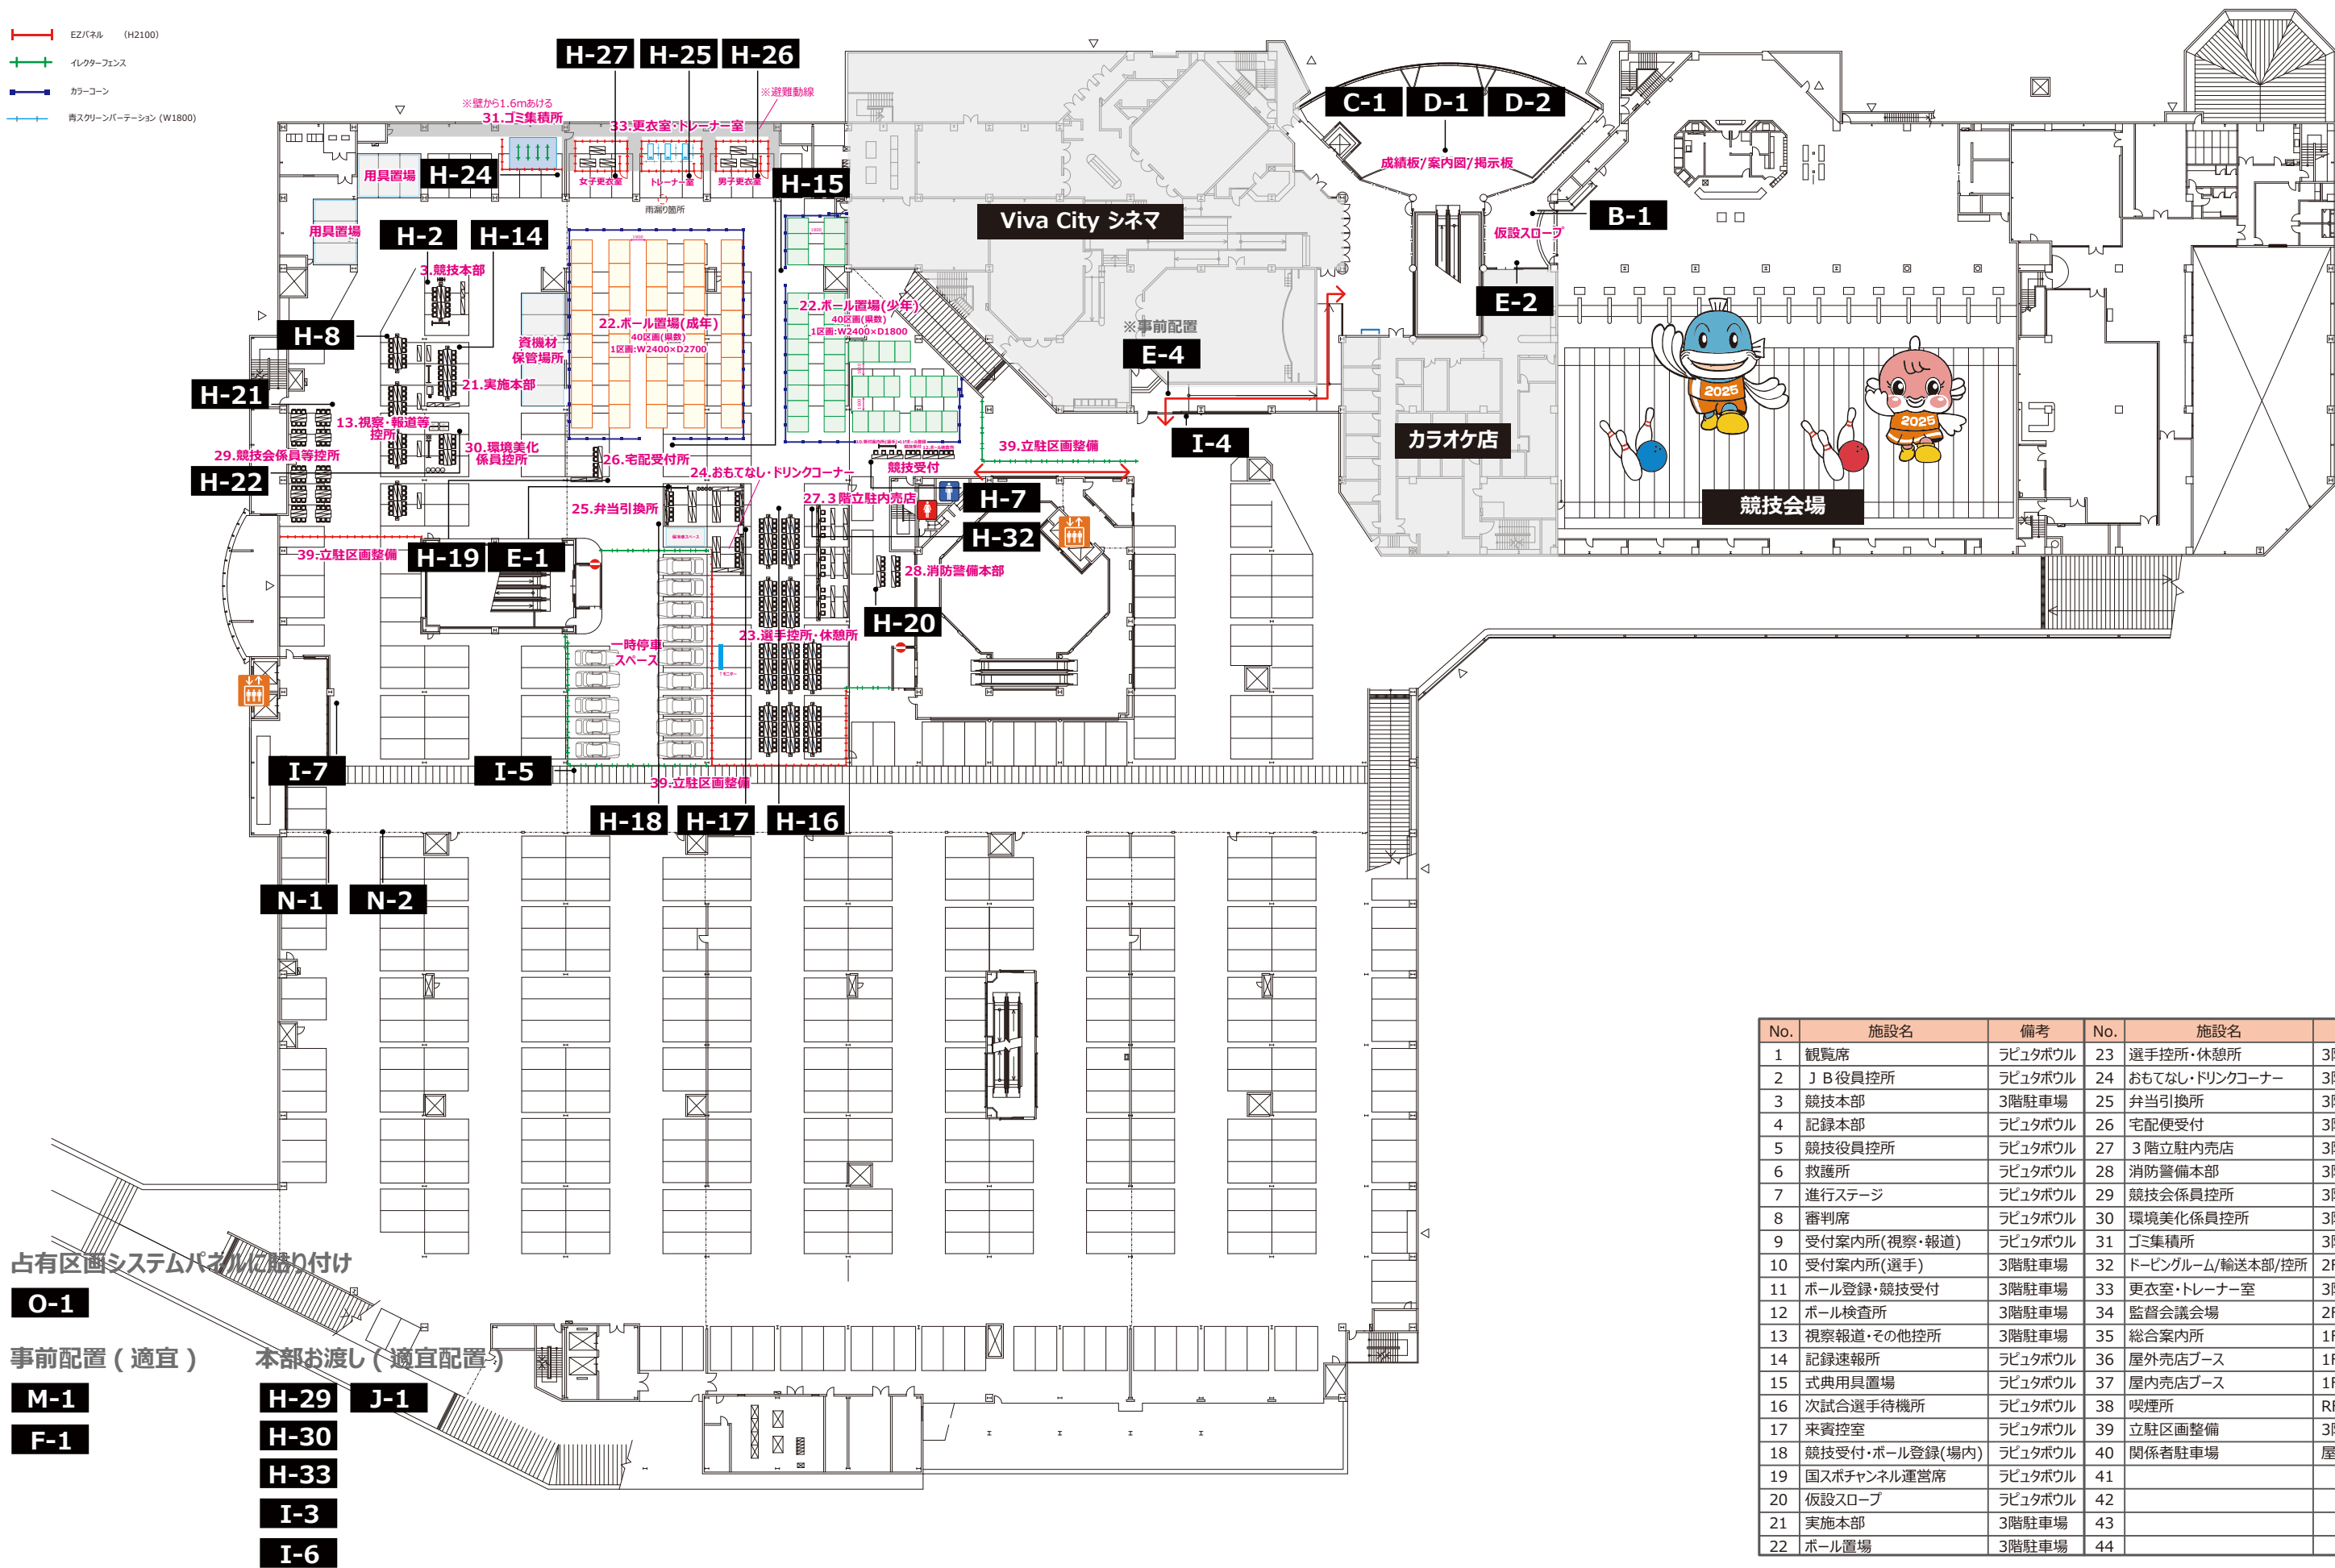 EZパネル (H2100)
イレクターフェンス
カラーコーン
青スクリーンパーテーション (W1800)
H-27
H-25
H-26
※壁から1.6mあける
31.ゴミ集積所
※避難動線
33.更衣室・トレーナー室
C-1
D-1
D-2
成績板/案内図/掲示板
用具置場
H-24
女子更衣室
トレーナー室
男子更衣室
H-15
雨漏り箇所
用具置場
H-2
H-14
Viva City シネマ
B-1
仮設スロープ
3.競技本部
E-2
H-8
資機材
保管場所
22.ボール置場(成年)
40区画(県数)
1区画:W2400×D2700
22.ボール置場(少年)
40区画(県数)
1区画:W2400×D1800
※事前配置
E-4
21.実施本部
H-21
13.視察・報道等
控所
29.競技会係員等控所
30.環境美化
係員控所
H-22
26.宅配受付所
24.おもてなし・ドリンクコーナー
競技受付
39.立駐区画整備
I-4
カラオケ店
2025
2025
競技会場
25.弁当引換所
27.3階立駐内売店
H-7
H-32
39.立駐区画整備
H-19
E-1
28.消防警備本部
H-20
一時停車
スペース
23.選手控所・休憩所
I-7
I-5
39.立駐区画整備
H-18
H-17
H-16
N-1
N-2
占有区画システムパネルに貼り付け
O-1
事前配置 ( 適宜 )
本部お渡し ( 適宜配置 )
M-1
F-1
H-29
J-1
H-30
H-33
I-3
I-6
No. 施設名 備考 No. 施設名
1 観覧席 ラピュタボウル 23 選手控所・休憩所 3
2 ＪＢ役員控所 ラピュタボウル 24 おもてなし・ドリンクコーナー 3
3 競技本部 3階駐車場 25 弁当引換所 3
4 記録本部 ラピュタボウル 26 宅配便受付 3
5 競技役員控所 ラピュタボウル 27 ３階立駐内売店 3
6 救護所 ラピュタボウル 28 消防警備本部 3
7 進行ステージ ラピュタボウル 29 競技会係員控所 3
8 審判席 ラピュタボウル 30 環境美化係員控所 3
9 受付案内所(視察・報道) ラピュタボウル 31 ゴミ集積所 3
10 受付案内所(選手) 3階駐車場 32 ドーピングルーム/輸送本部/控所 2F
11 ボール登録・競技受付 3階駐車場 33 更衣室・トレーナー室 3
12 ボール検査所 3階駐車場 34 監督会議会場 2F
13 視察報道・その他控所 3階駐車場 35 総合案内所 1F
14 記録速報所 ラピュタボウル 36 屋外売店ブース 1F
15 式典用具置場 ラピュタボウル 37 屋内売店ブース 1F
16 次試合選手待機所 ラピュタボウル 38 喫煙所 RF
17 来賓控室 ラピュタボウル 39 立駐区画整備 3
18 競技受付・ボール登録(場内) ラピュタボウル 40 関係者駐車場 屋
19 国スポチャンネル運営席 ラピュタボウル 41
20 仮設スロープ ラピュタボウル 42
21 実施本部 3階駐車場 43
22 ボール置場 3階駐車場 44